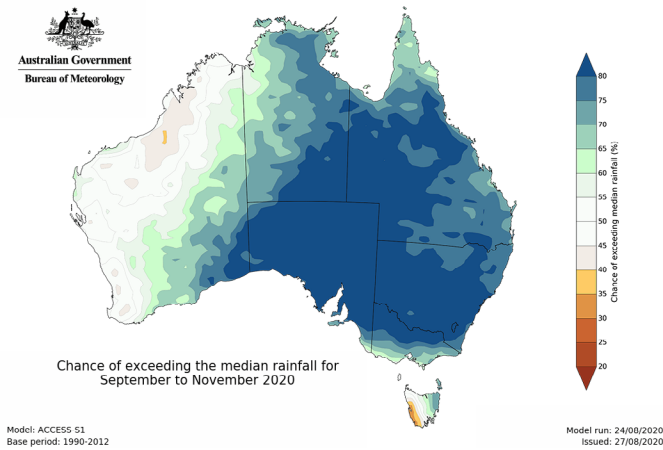 Australian Government
Bureau of Meteorology
80
75
70
65
60
55
50
45
40
35
30
25
20
Chance of exceeding median rainfall (%)
Chance of exceeding the median rainfall for
September to November 2020
Model: ACCESS-S1
Base period: 1990-2012
Model run: 24/08/2020
Issued: 27/08/2020